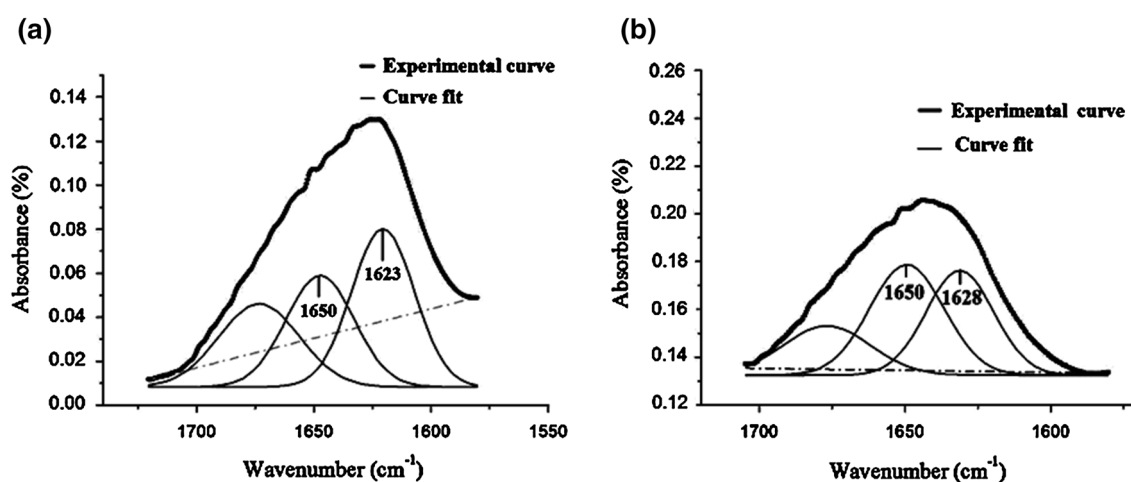 (a)
Experimental curve
Curve fit
0.14
0.12
0.10
0.08
0.06
0.04
0.02
0.00
Absorbance (%)
1623
1650
1700
1650
1600
1550
Wavenumber (cm-1)
(b)
Experimental curve
Curve fit
0.26
0.24
0.22
0.20
0.18
0.16
0.14
0.12
Absorbance (%)
1650
1628
1700
1650
1600
Wavenumber (cm-1)